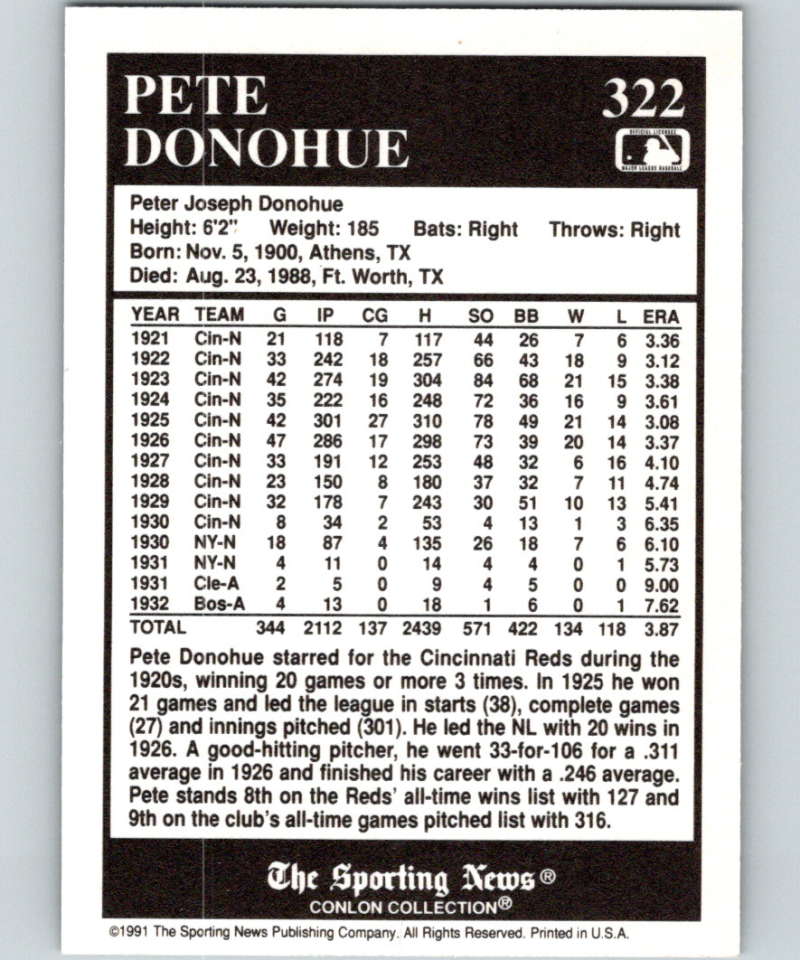 PETE 322
DONOHUE
OFFICIAL LICENSEE
MAJOR LEAGUE BASEBALL
Peter Joseph Donohue
Height: 6'2" Weight: 185 Bats: Right Throws: Right
Born: Nov. 5, 1900, Athens, TX
Died: Aug. 23, 1988, Ft. Worth, TX
YEAR TEAM G IP CG H SO BB W L ERA
1921 Cin-N 21 118 7 117 44 26 7 6 3.36
1922 Cin-N 33 242 18 257 66 43 18 9 3.12
1923 Cin-N 42 274 19 304 84 68 21 15 3.38
1924 Cin-N 35 222 16 248 72 36 16 9 3.61
1925 Cin-N 42 301 27 310 78 49 21 14 3.08
1926 Cin-N 47 286 17 298 73 39 20 14 3.37
1927 Cin-N 33 191 12 253 48 32 6 16 4.10
1928 Cin-N 23 150 8 180 37 32 7 11 4.74
1929 Cin-N 32 178 7 243 30 51 10 13 5.41
1930 Cin-N 8 34 2 53 4 13 1 3 6.35
1930 NY-N 18 87 4 135 26 18 7 6 6.10
1931 NY-N 4 11 0 14 4 4 0 1 5.73
1931 Cle-A 2 5 0 9 4 5 0 0 9.00
1932 Bos-A 4 13 0 18 1 6 0 1 7.62
TOTAL 344 2112 137 2439 571 422 134 118 3.87
Pete Donohue starred for the Cincinnati Reds during the
1920s, winning 20 games or more 3 times. In 1925 he won
21 games and led the league in starts (38), complete games
(27) and innings pitched (301). He led the NL with 20 wins in
1926. A good-hitting pitcher, he went 33-for-106 for a .311
average in 1926 and finished his career with a .246 average.
Pete stands 8th on the Reds' all-time wins list with 127 and
9th on the club's all-time games pitched list with 316.
The Sporting News®
CONLON COLLECTION®
©1991 The Sporting News Publishing Company. All Rights Reserved. Printed in U.S.A.